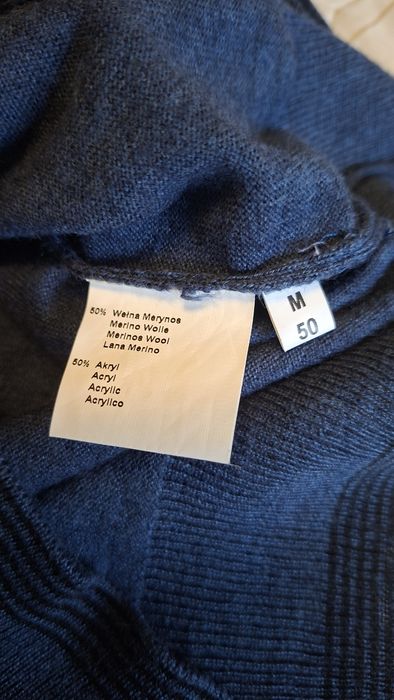 50% Wełna Merynos
Merino Wolle
Merinos Wool
Lana Merino
50% Akryl
Acryl
Acrylic
Acrylico
M
50